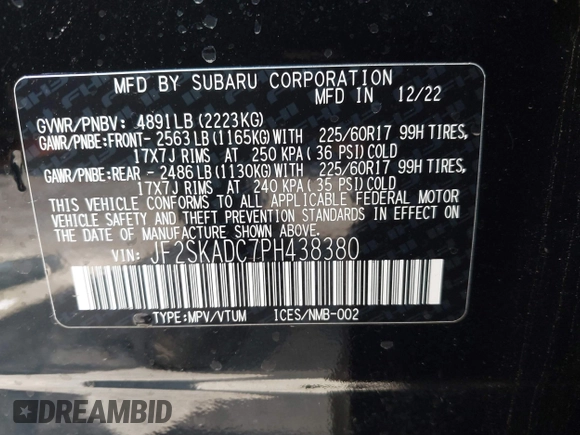 MFD BY SUBARU CORPORATION
MFD IN 12/22
GVWR/PNBV: 4891LB(2223KG)
GAWR/PNBE:FRONT- 2563LB(1165KG)WITH 225/60R17 99H TIRES,
17X7J RIMS AT 250 KPA(36 PSI)COLD
GAWR/PNBE:REAR - 2486LB(1130KG)WITH 225/60R17 99H TIRES,
17X7J RIMS AT 240 KPA(35 PSI)COLD
THIS VEHICLE CONFORMS TO ALL APPLICABLE FEDERAL MOTOR
VEHICLE SAFETY AND THEFT PREVENTION STANDARDS IN EFFECT
ON THE DATE OF MANUFACTURE SHOWN ABOVE.
VIN: JF2SKADC7PH438380
TYPE:MPV/VTUM ICES/NMB-002
DREAMBID